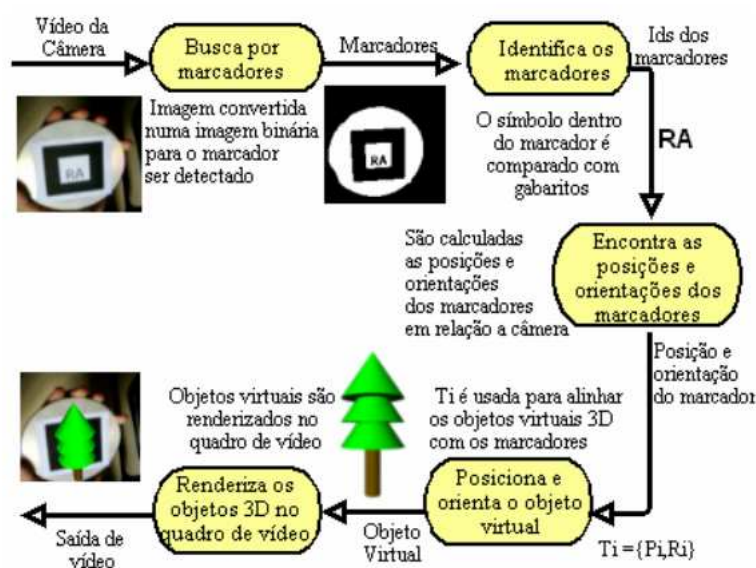 Vídeo da
Câmera
Busca por
marcadores
Marcadores
Identifica os
marcadores
Ids dos
marcadores
Imagem convertida
numa imagem binária
para o marcador
ser detectado
RA
RA
O símbolo dentro
do marcador é
comparado com
gabaritos
RA
São calculadas
as posições e
orientações
dos marcadores
em relação a câmera
Encontra as
posições e
orientações dos
marcadores
Posição e
orientação
do marcador
Ti ={Pi,Ri}
Ti é usada para alinhar
os objetos virtuais 3D
com os marcadores
Posiciona e
orienta o objeto
virtual
Objeto
Virtual
Objetos virtuais são
renderizados no
quadro de vídeo
Renderiza os
objetos 3D no
quadro de vídeo
Saída de
vídeo